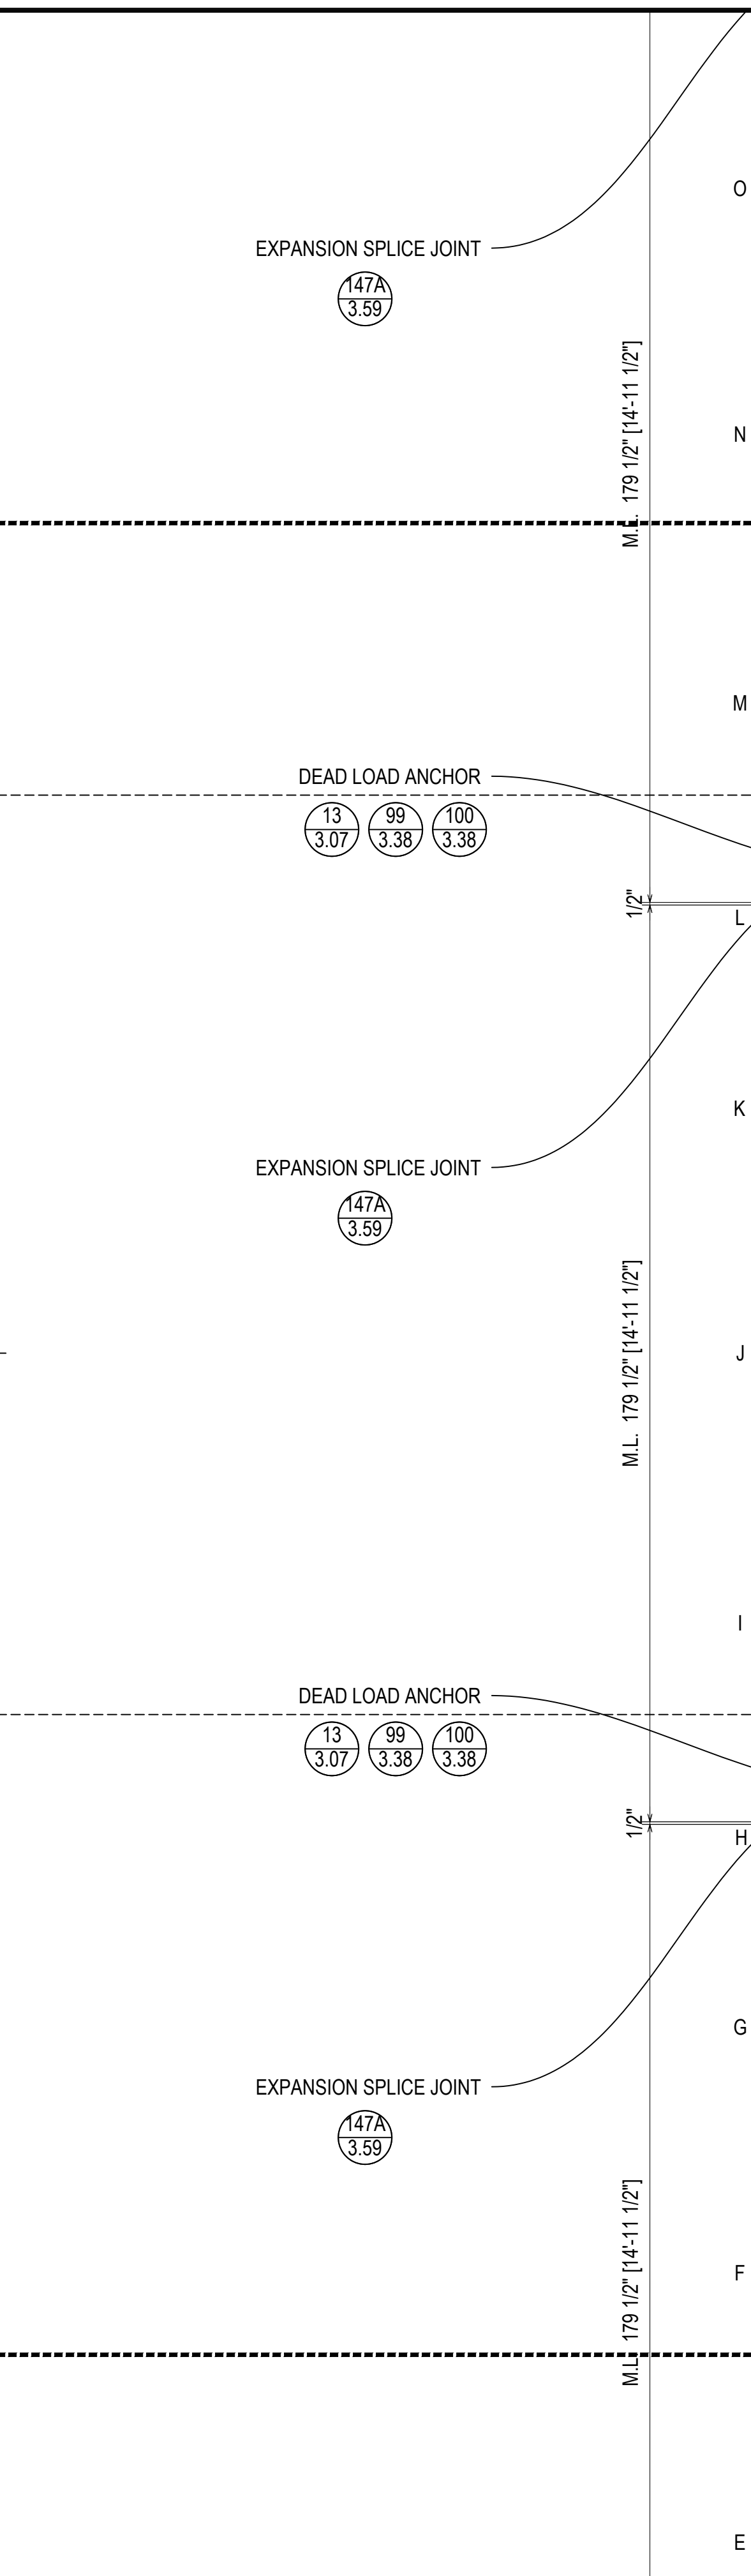 O
EXPANSION SPLICE JOINT
147A
3.59
M.L. 179 1/2" [14'-11 1/2"]
N
M
DEAD LOAD ANCHOR
13 99 100
3.07 3.38 3.38
1/2"
L
K
EXPANSION SPLICE JOINT
147A
3.59
M.L. 179 1/2" [14'-11 1/2"]
J
I
DEAD LOAD ANCHOR
13 99 100
3.07 3.38 3.38
1/2"
H
G
EXPANSION SPLICE JOINT
147A
3.59
M.L. 179 1/2" [14'-11 1/2"]
F
E